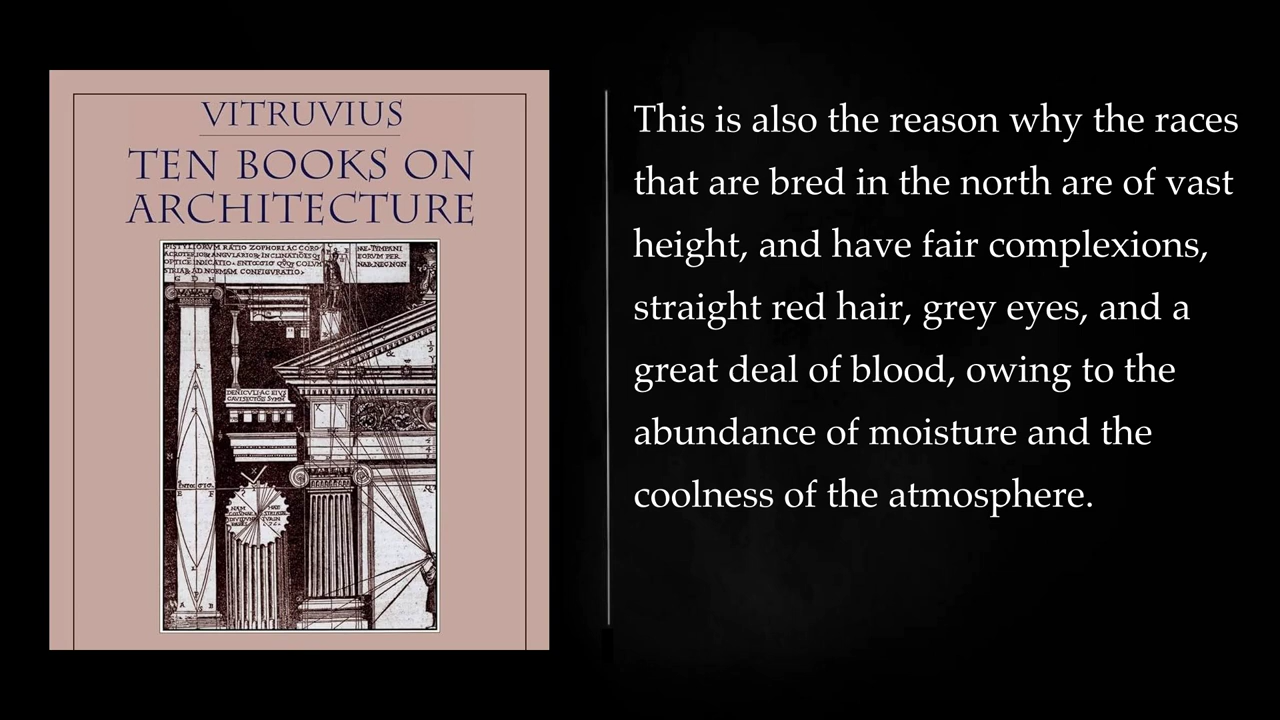 VITRUVIUS
TEN BOOKS ON
ARCHITECTURE
This is also the reason why the races
that are bred in the north are of vast
height, and have fair complexions,
straight red hair, grey eyes, and a
great deal of blood, owing to the
abundance of moisture and the
coolness of the atmosphere.